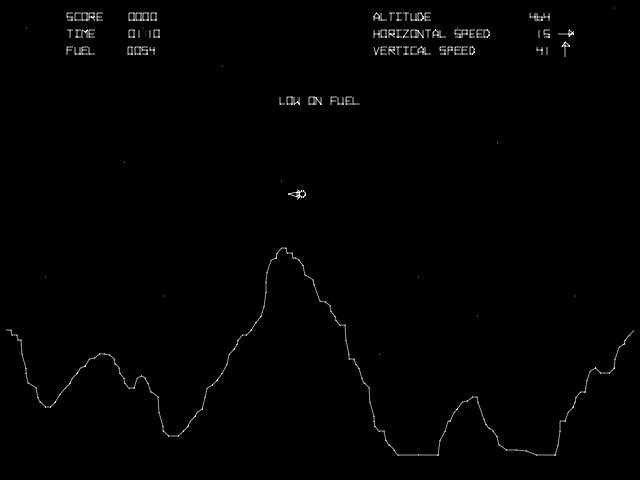 SCORE 0000
TIME 01:10
FUEL 0054
ALTITUDE 464
HORIZONTAL SPEED 15 →
VERTICAL SPEED 41 ↑
LOW ON FUEL